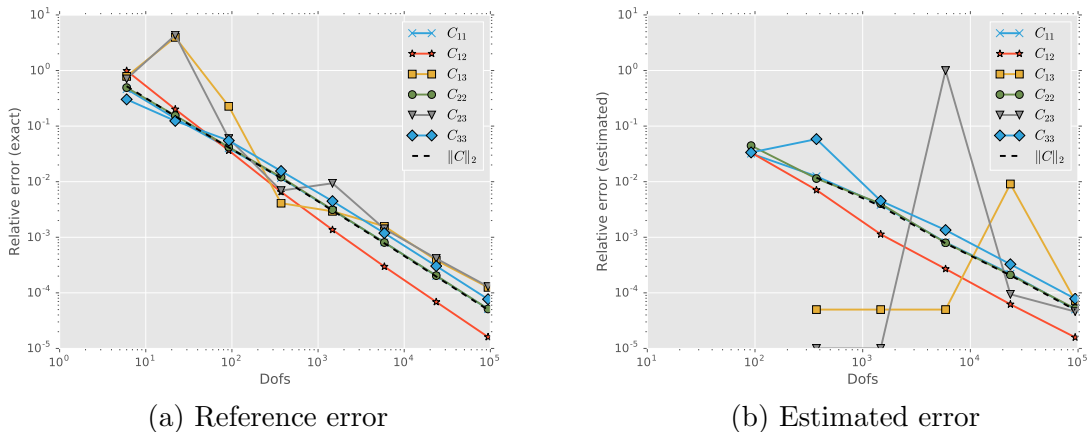 10^1
10^0
10^-1
10^-2
10^-3
10^-4
10^-5
Relative error (exact)
C_11
C_12
C_13
C_22
C_23
C_33
‖C‖_2
10^0 10^1 10^2 10^3 10^4 10^5
Dofs
(a) Reference error
10^1
10^0
10^-1
10^-2
10^-3
10^-4
10^-5
Relative error (estimated)
C_11
C_12
C_13
C_22
C_23
C_33
‖C‖_2
10^1 10^2 10^3 10^4 10^5
Dofs
(b) Estimated error